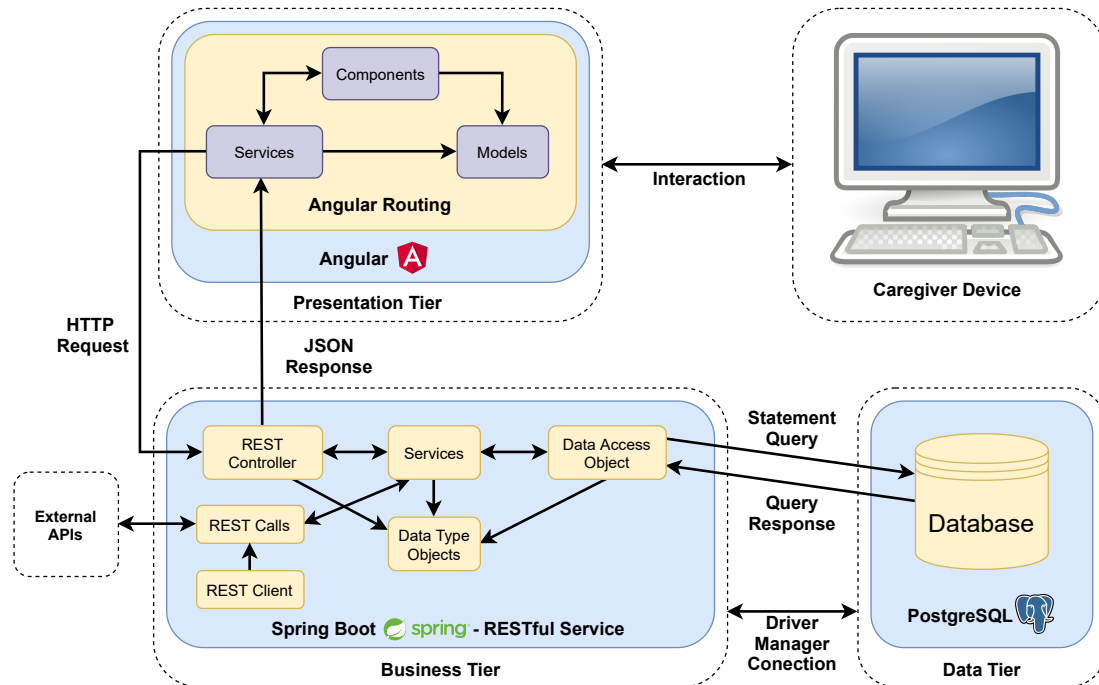 Components
Services
Models
Angular Routing
Angular
A
Presentation Tier
Interaction
Caregiver Device
HTTP
Request
JSON
Response
REST
Controller
Services
Data Access
Object
Statement
Query
Query
Response
Database
External
APIs
REST Calls
Data Type
Objects
REST Client
Spring Boot spring - RESTful Service
Business Tier
Driver
Manager
Conection
PostgreSQL
Data Tier